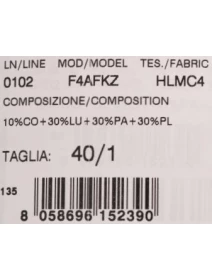 LN/LINE MOD/MODEL TES./FABRIC
0102 F4AFKZ HLMC4
COMPOSIZIONE/COMPOSITION
10%CO+30%LU+30%PA+30%PL
TAGLIA: 40/1
135
8 058696 152390